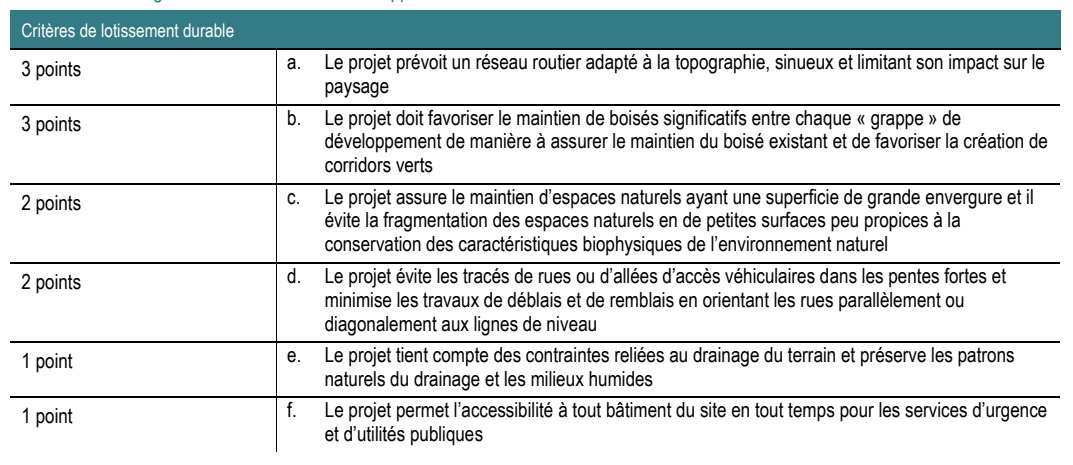 Critères de lotissement durable
3 points
a. Le projet prévoit un réseau routier adapté à la topographie, sinueux et limitant son impact sur le
paysage
3 points
b. Le projet doit favoriser le maintien de boisés significatifs entre chaque « grappe » de
développement de manière à assurer le maintien du boisé existant et de favoriser la création de
corridors verts
2 points
c. Le projet assure le maintien d’espaces naturels ayant une superficie de grande envergure et il
évite la fragmentation des espaces naturels en de petites surfaces peu propices à la
conservation des caractéristiques biophysiques de l’environnement naturel
2 points
d. Le projet évite les tracés de rues ou d’allées d’accès véhiculaires dans les pentes fortes et
minimise les travaux de déblais et de remblais en orientant les rues parallèlement ou
diagonalement aux lignes de niveau
1 point
e. Le projet tient compte des contraintes reliées au drainage du terrain et préserve les patrons
naturels du drainage et les milieux humides
1 point
f. Le projet permet l’accessibilité à tout bâtiment du site en tout temps pour les services d’urgence
et d’utilités publiques